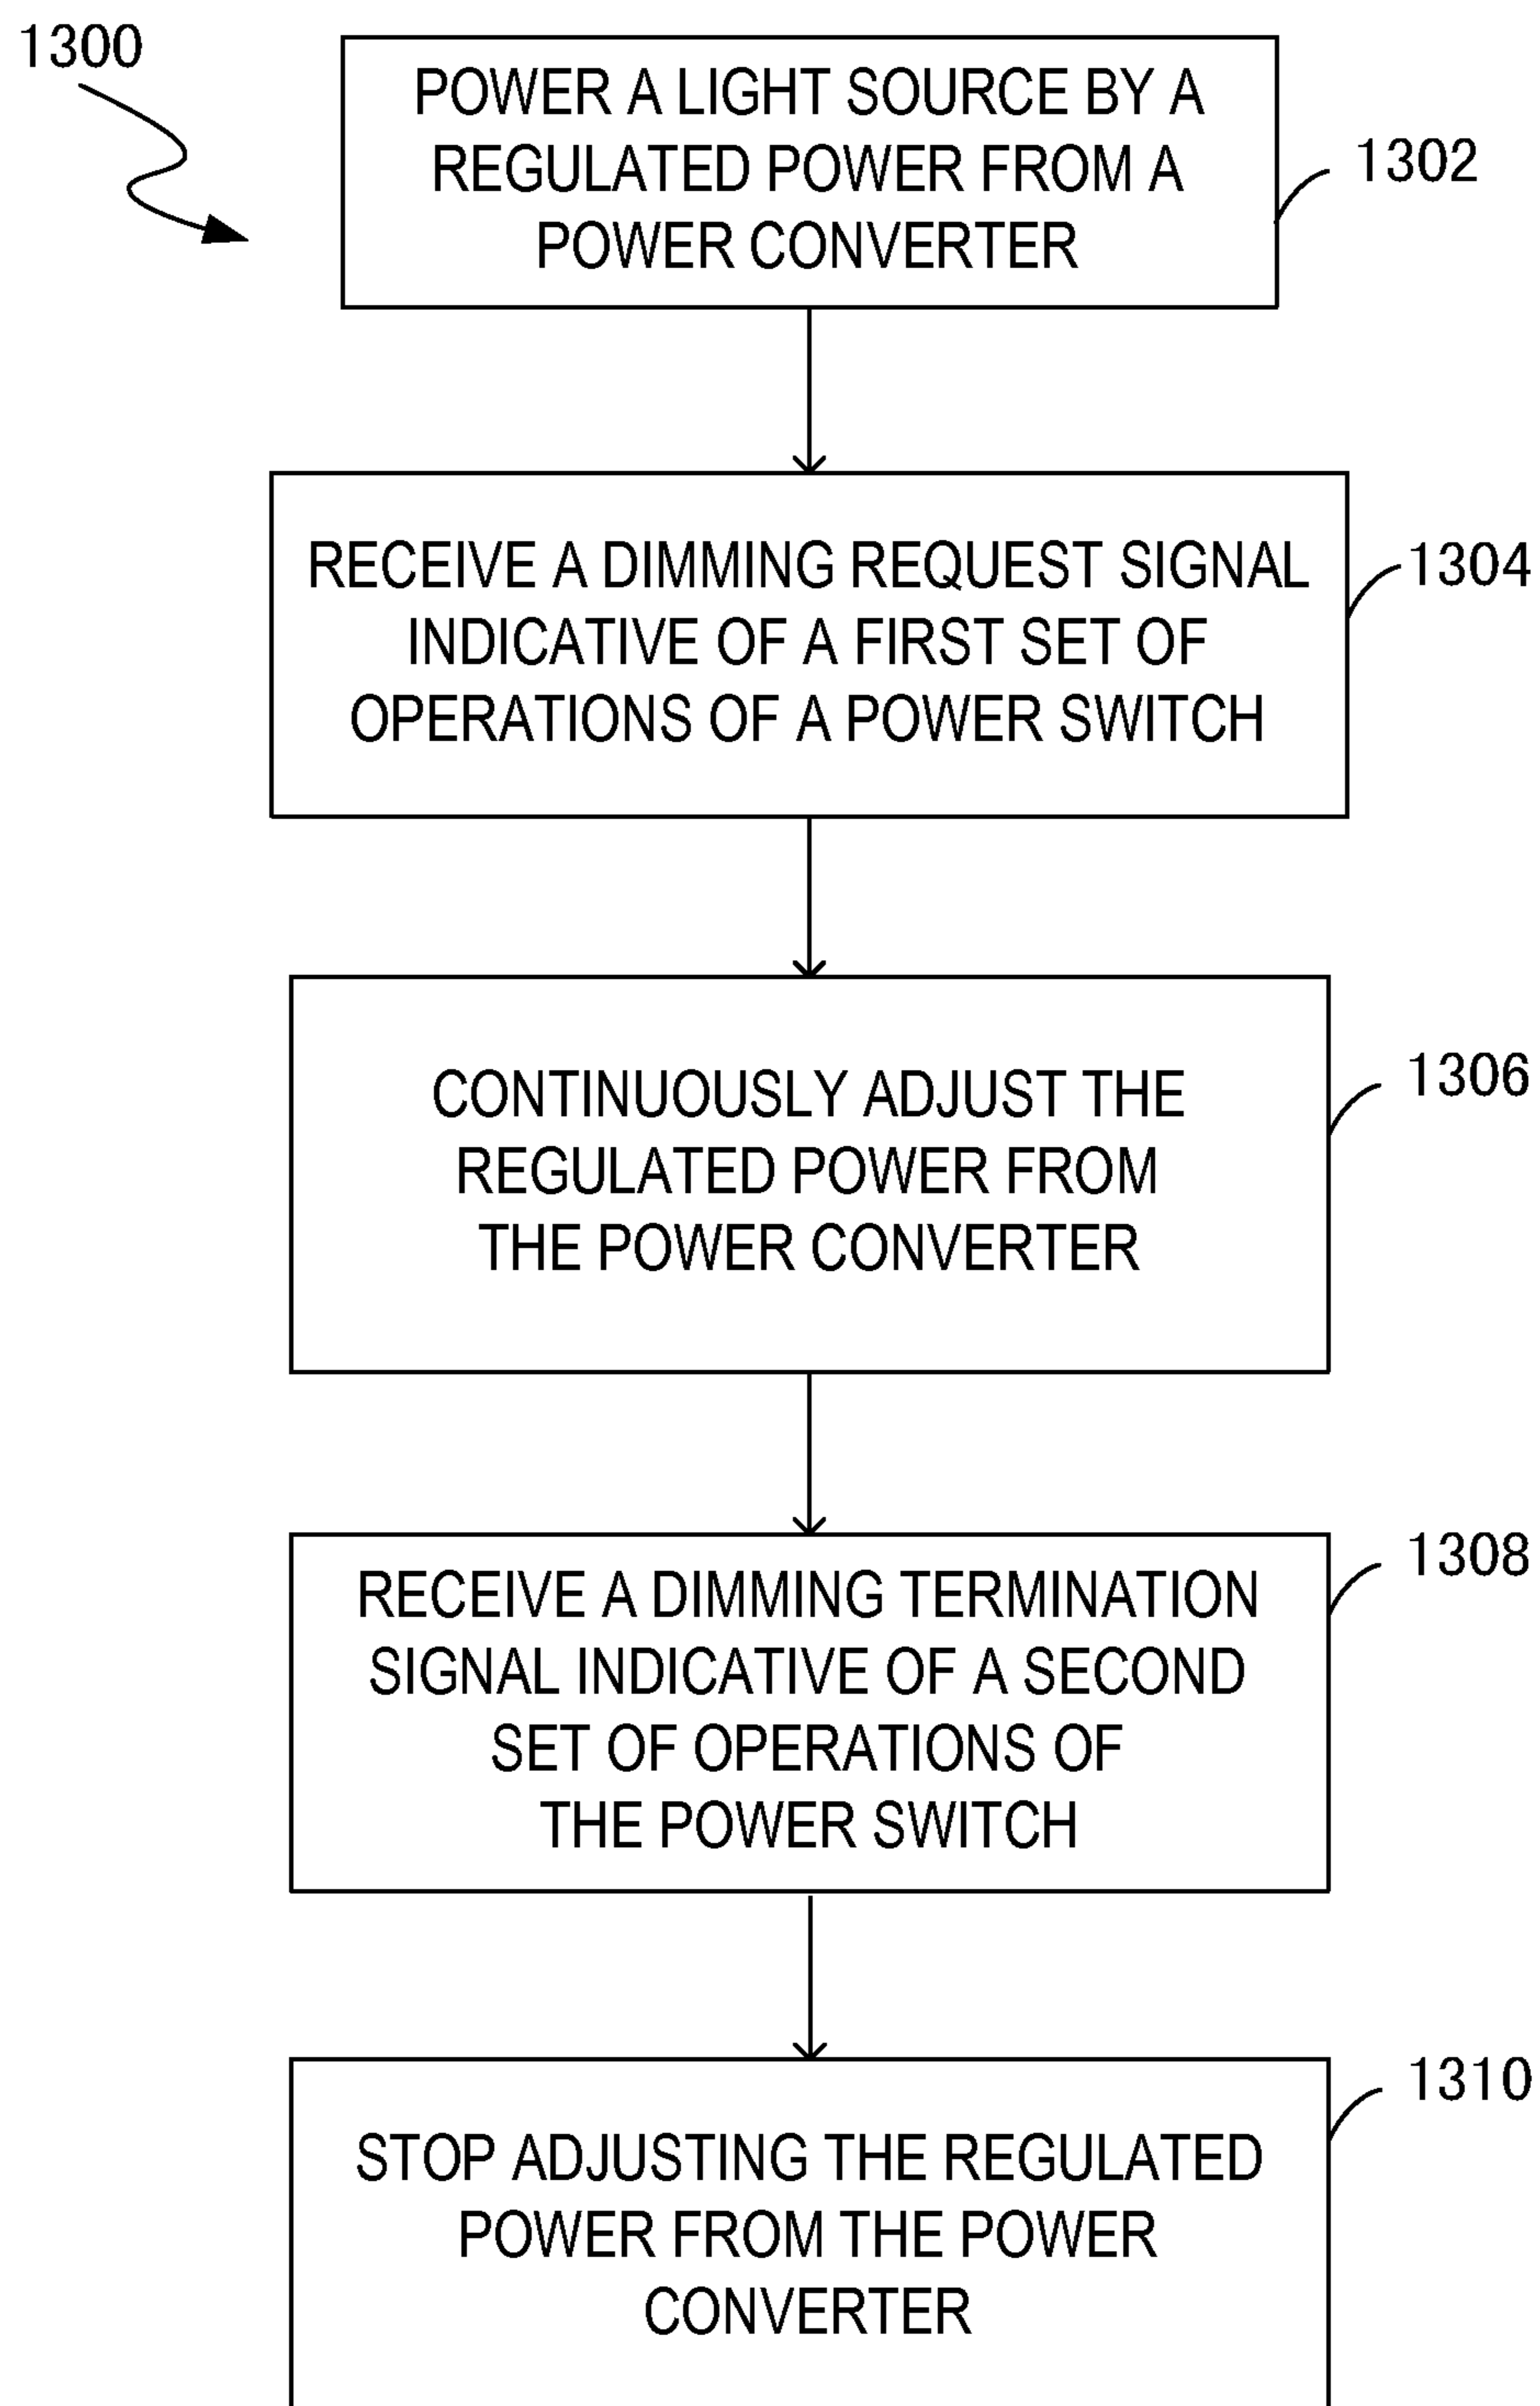 1300
POWER A LIGHT SOURCE BY A
REGULATED POWER FROM A
POWER CONVERTER
1302
RECEIVE A DIMMING REQUEST SIGNAL
INDICATIVE OF A FIRST SET OF
OPERATIONS OF A POWER SWITCH
1304
CONTINUOUSLY ADJUST THE
REGULATED POWER FROM
THE POWER CONVERTER
1306
RECEIVE A DIMMING TERMINATION
SIGNAL INDICATIVE OF A SECOND
SET OF OPERATIONS OF
THE POWER SWITCH
1308
STOP ADJUSTING THE REGULATED
POWER FROM THE POWER
CONVERTER
1310